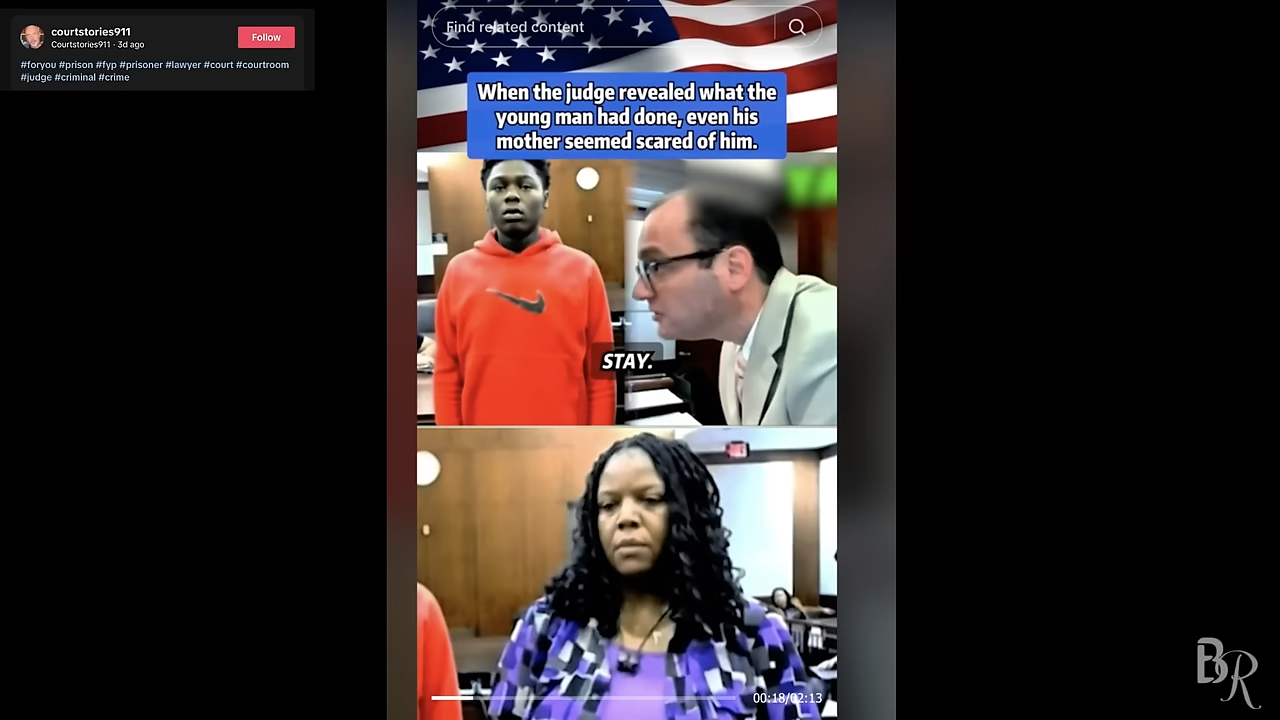 courtstories911
Courtstories911 · 3d ago
Follow
#foryou #prison #fyp #prisoner #lawyer #court #courtroom
#judge #criminal #crime
Find related content
When the judge revealed what the
young man had done, even his
mother seemed scared of him.
STAY.
00:18/02:13
BR